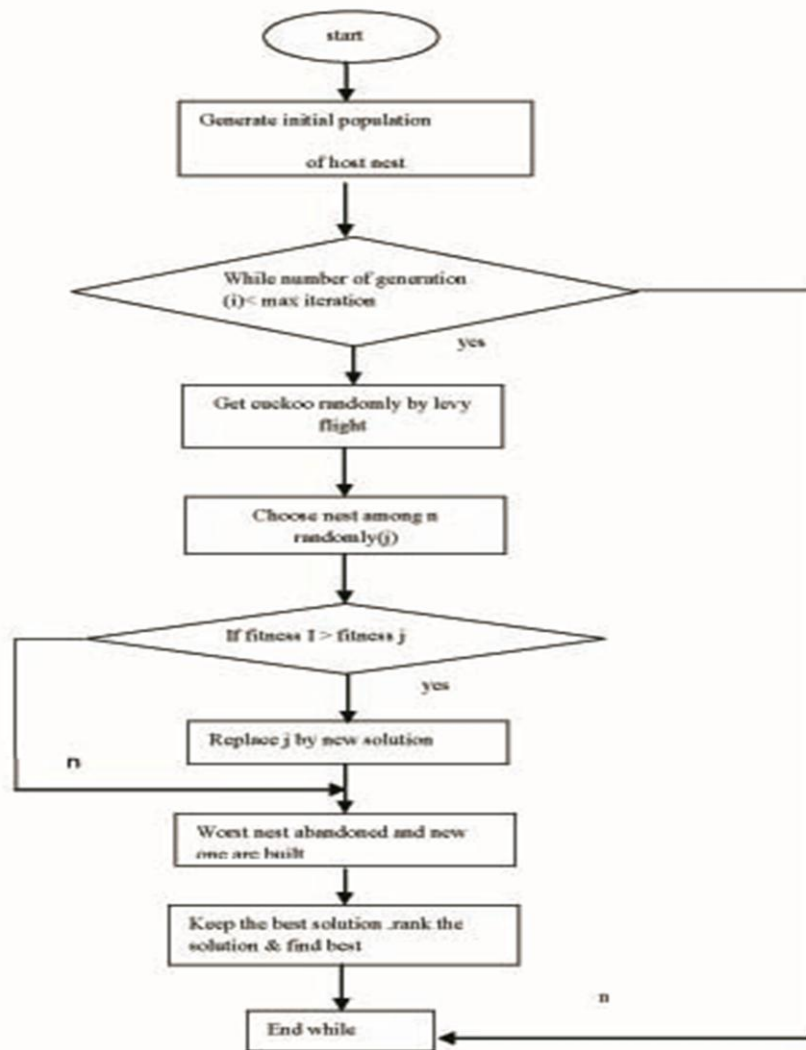 start
Generate initial population
of host nest
While number of generation
(i)< max iteration
yes
Get cuckoo randomly by levy
flight
Choose nest among n
randomly(j)
If fitness I > fitness j
yes
Replace j by new solution
n
Worst nest abandoned and new
one are built
Keep the best solution .rank the
solution & find best
n
End while